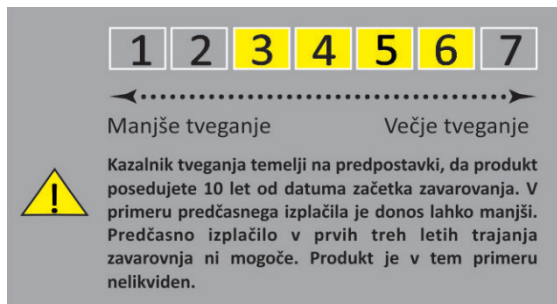 1 2 3 4 5 6 7
Manjše tveganje Večje tveganje
Kazalnik tveganja temelji na predpostavki, da produkt
posedujete 10 let od datuma začetka zavarovanja. V
primeru predčasnega izplačila je donos lahko manjši.
Predčasno izplačilo v prvih treh letih trajanja
zavarovnja ni mogoče. Produkt je v tem primeru
nelikviden.
!